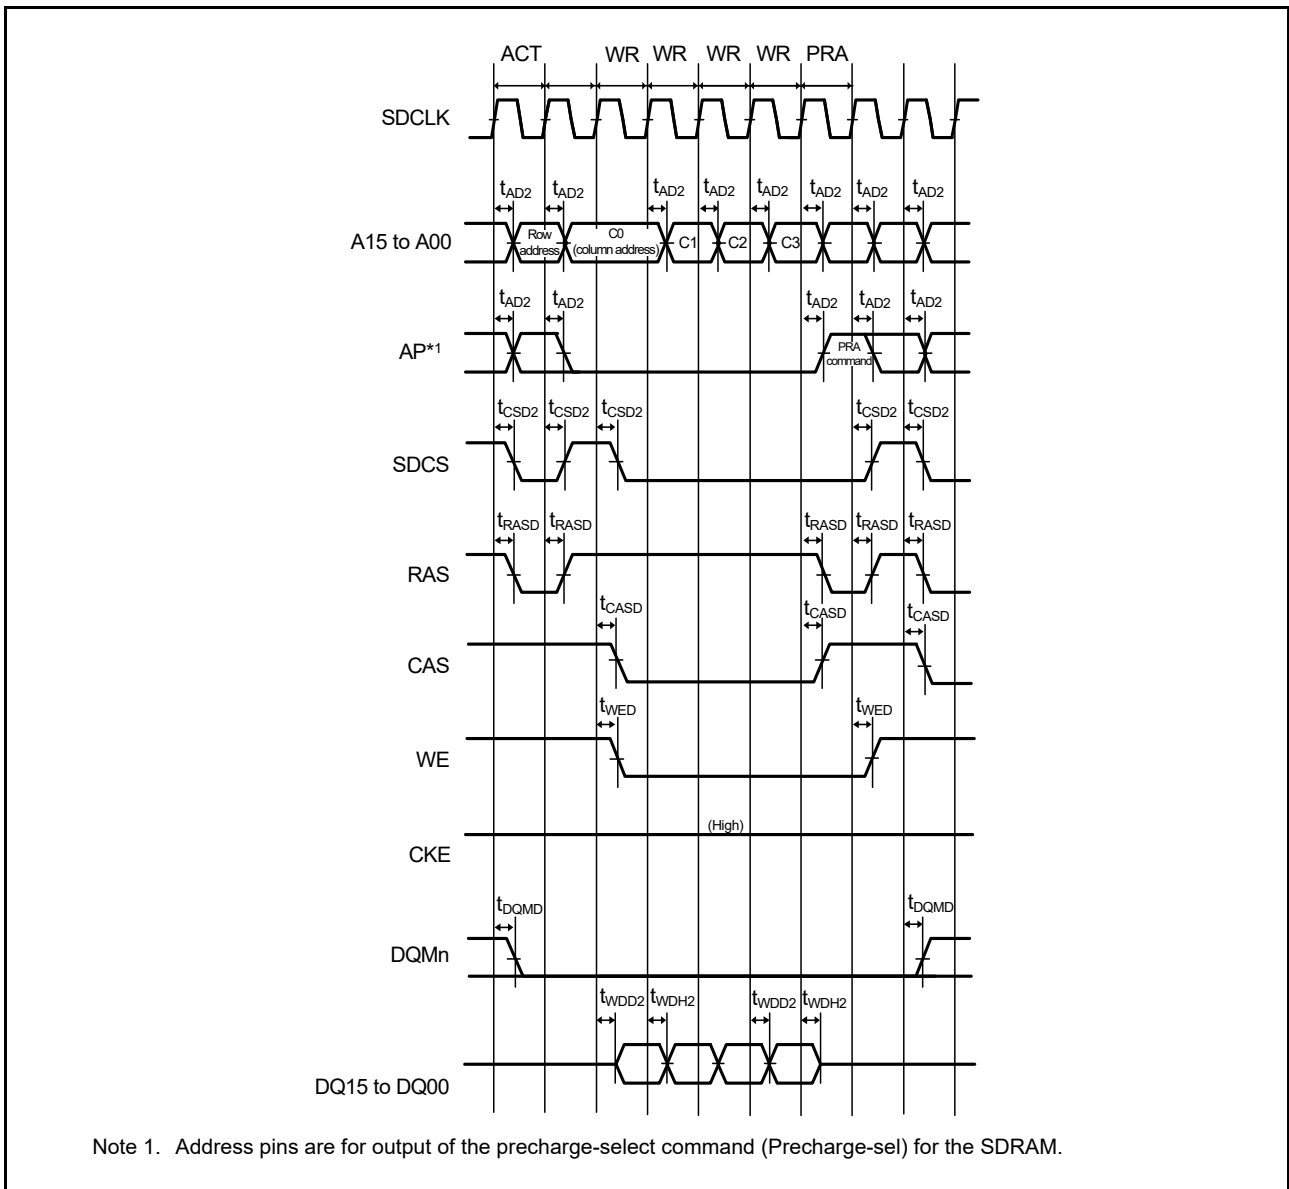 ACT WR WR WR WR PRA
SDCLK
tAD2 tAD2 tAD2 tAD2 tAD2 tAD2 tAD2 tAD2
A15 to A00
Row
address
C0
(column address)
C1 C2 C3
tAD2 tAD2 tAD2 tAD2 tAD2
AP*1
PRA
command
tCSD2 tCSD2 tCSD2 tCSD2 tCSD2
SDCS
tRASD tRASD tRASD tRASD tRASD
RAS
tCASD tCASD tCASD
CAS
tWED tWED
WE
(High)
CKE
tDQMD tDQMD
DQMn
tWDD2 tWDH2 tWDD2 tWDH2
DQ15 to DQ00
Note 1. Address pins are for output of the precharge-select command (Precharge-sel) for the SDRAM.